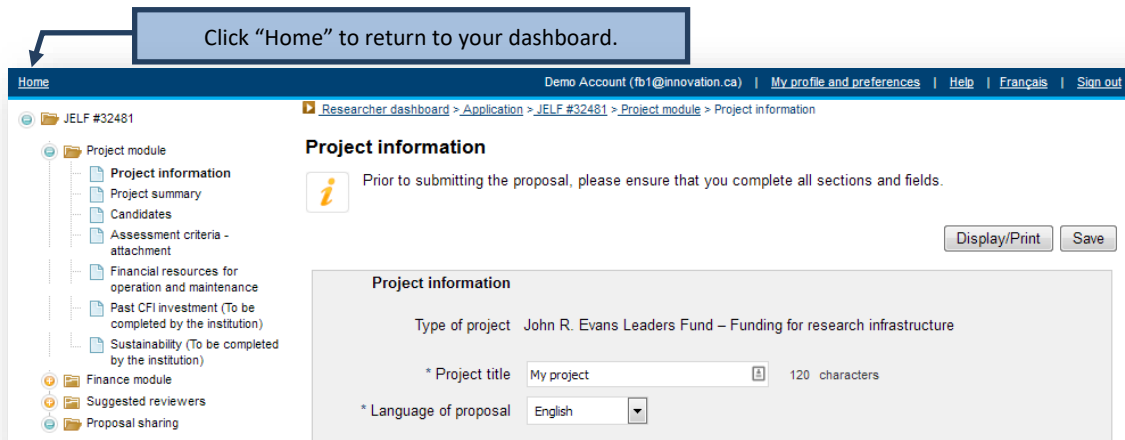 Click “Home” to return to your dashboard.
Home
Demo Account (fb1@innovation.ca) | My profile and preferences | Help | Français | Sign out
JELF #32481
Project module
Project information
Project summary
Candidates
Assessment criteria -
attachment
Financial resources for
operation and maintenance
Past CFI investment (To be
completed by the institution)
Sustainability (To be completed
by the institution)
Finance module
Suggested reviewers
Proposal sharing
Researcher dashboard > Application > JELF #32481 > Project module > Project information
Project information
Prior to submitting the proposal, please ensure that you complete all sections and fields.
Display/Print Save
Project information
Type of project John R. Evans Leaders Fund – Funding for research infrastructure
* Project title My project 120 characters
* Language of proposal English